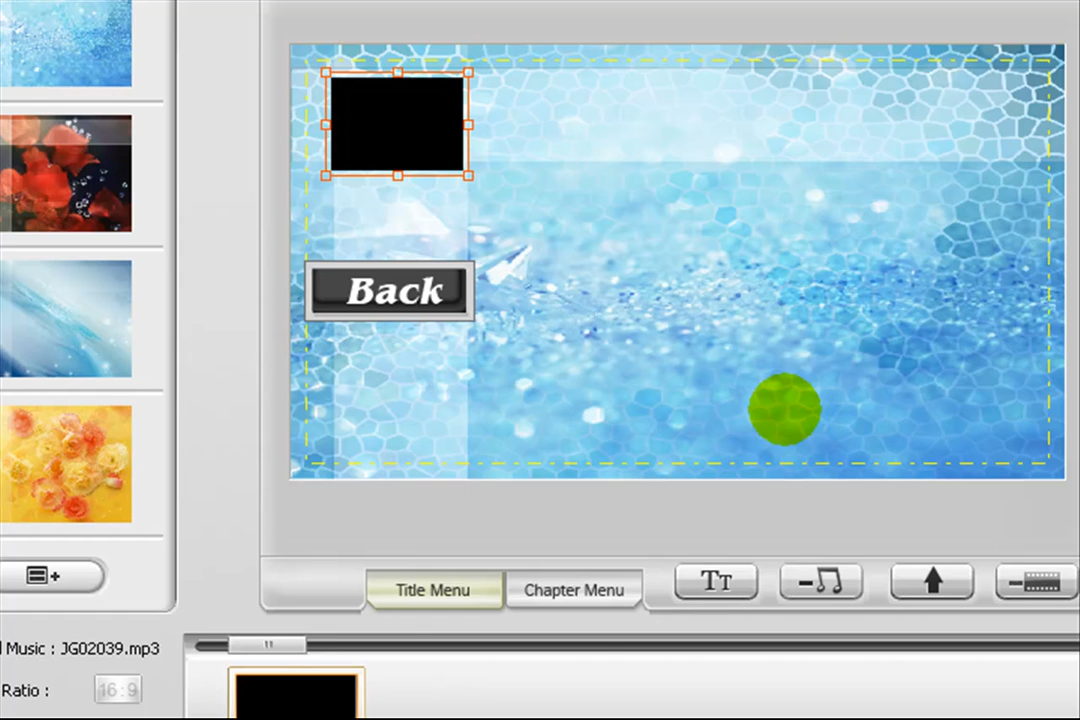 Back
Title Menu
Chapter Menu
TT
Music : JG02039.mp3
Ratio :
16:9